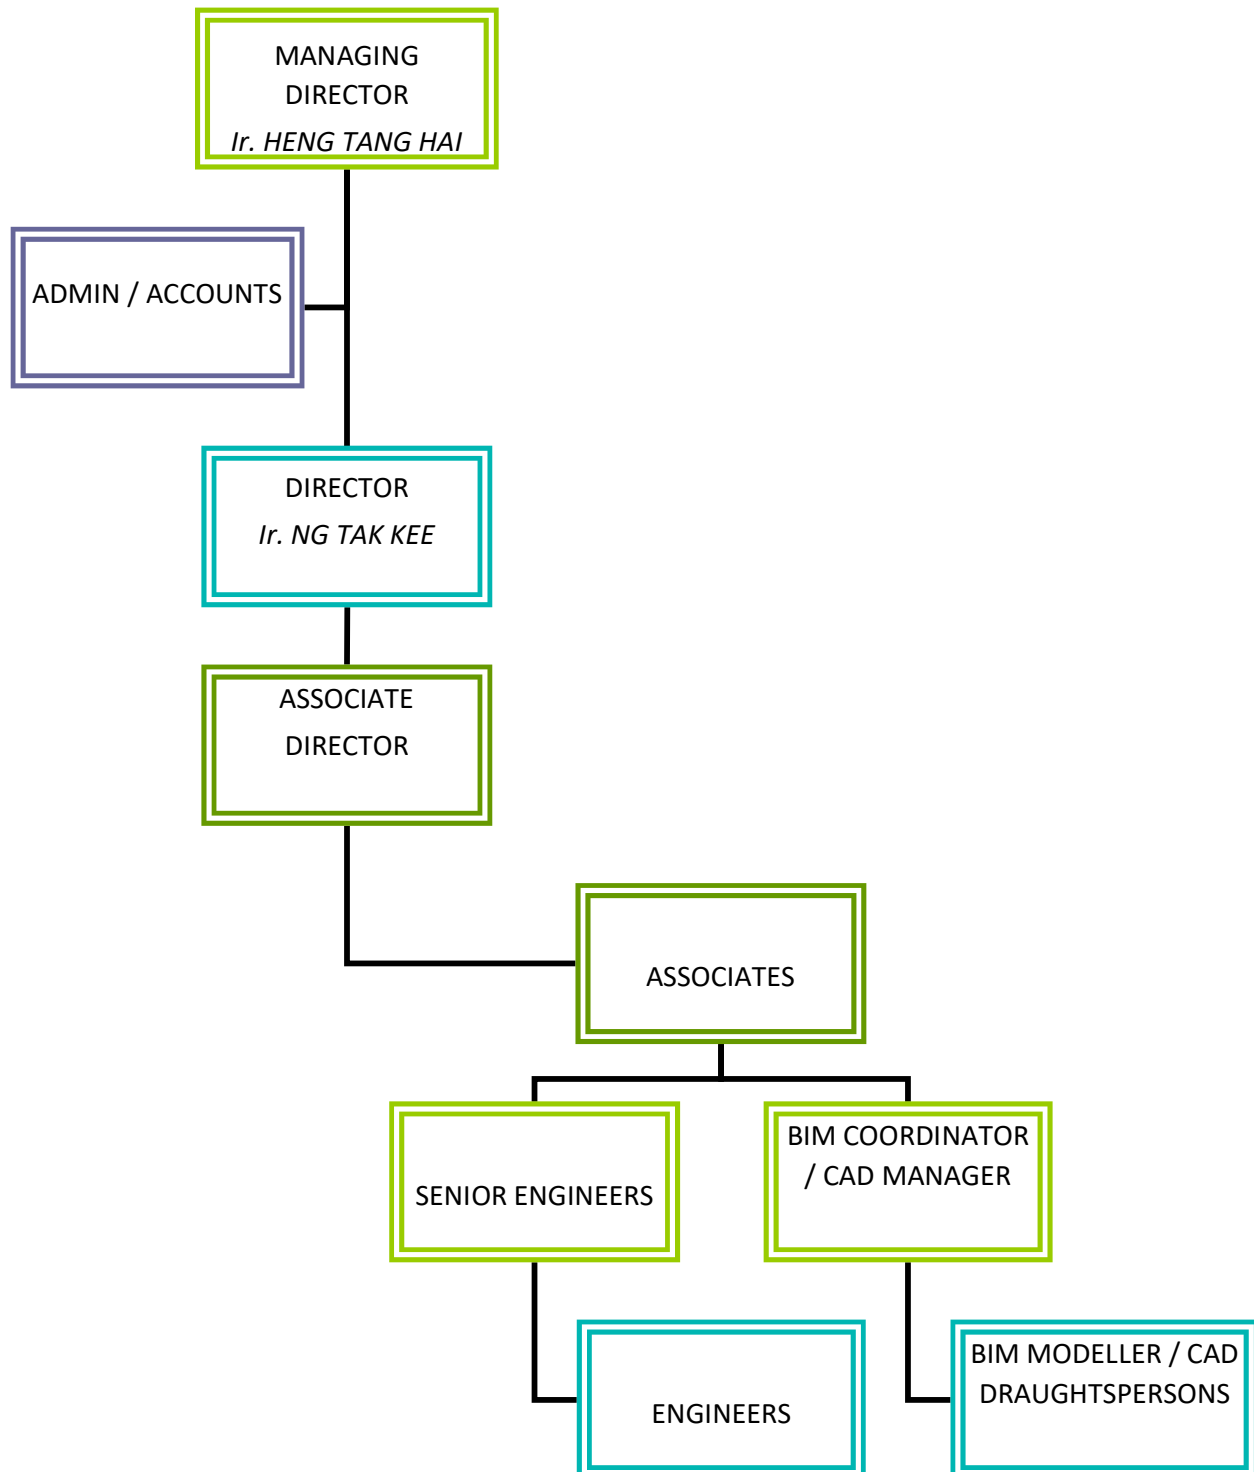 MANAGING
DIRECTOR
Ir. HENG TANG HAI
ADMIN / ACCOUNTS
DIRECTOR
Ir. NG TAK KEE
ASSOCIATE
DIRECTOR
ASSOCIATES
SENIOR ENGINEERS
BIM COORDINATOR
/ CAD MANAGER
ENGINEERS
BIM MODELLER / CAD
DRAUGHTSPERSONS